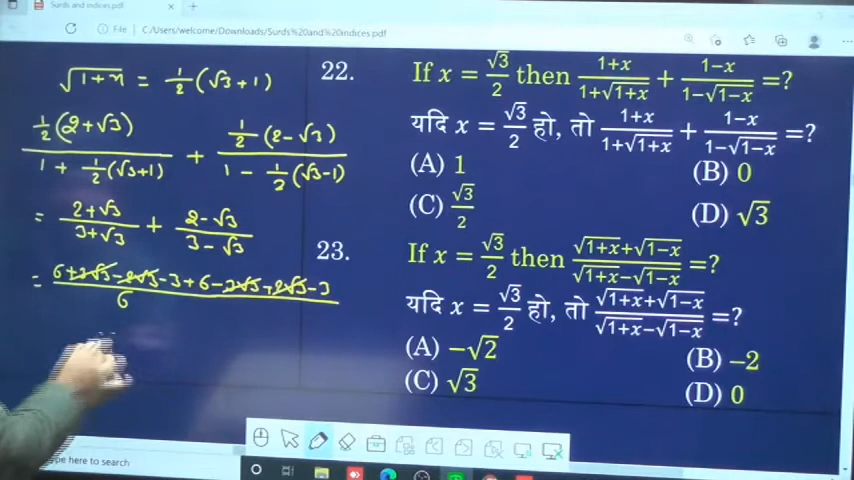 Surds and indices.pdf
File | C:/Users/welcome/Downloads/Surds%20and%20indices.pdf
√(1+x) = 1/2(√3+1)
(1/2(2+√3))/(1 + 1/2(√3+1)) + (1/2(2-√3))/(1 - 1/2(√3-1))
= (2+√3)/(3+√3) + (2-√3)/(3-√3)
= (6+3√3-2√3-3+6-3√3+2√3-3)/6
22. If x = √3/2 then (1+x)/(1+√(1+x)) + (1-x)/(1-√(1-x)) =?
यदि x = √3/2 हो, तो (1+x)/(1+√(1+x)) + (1-x)/(1-√(1-x)) =?
(A) 1 (B) 0
(C) √3/2 (D) √3
23. If x = √3/2 then (√(1+x)+√(1-x))/(√(1+x)-√(1-x)) =?
यदि x = √3/2 हो, तो (√(1+x)+√(1-x))/(√(1+x)-√(1-x)) =?
(A) -√2 (B) -2
(C) √3 (D) 0
pe here to search